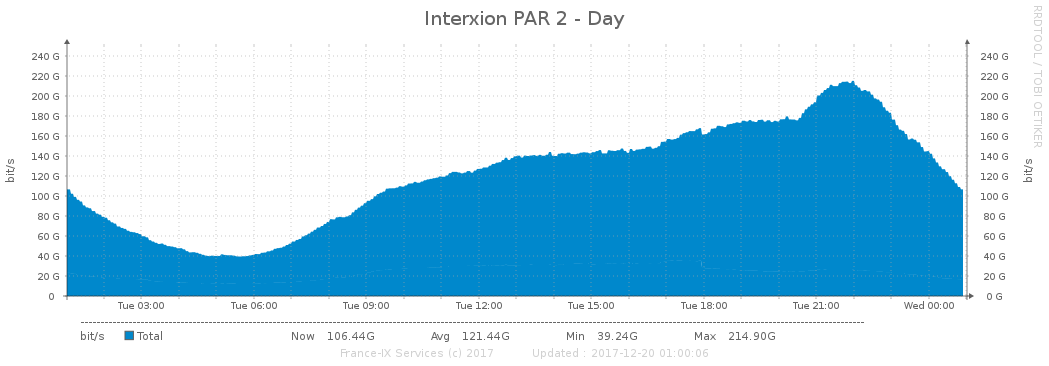 Interxion PAR 2 - Day
RRDTOOL / TOBI OETIKER
bit/s
240 G
220 G
200 G
180 G
160 G
140 G
120 G
100 G
80 G
60 G
40 G
20 G
0
240 G
220 G
200 G
180 G
160 G
140 G
120 G
100 G
80 G
60 G
40 G
20 G
0 G
bit/s
Tue 03:00 Tue 06:00 Tue 09:00 Tue 12:00 Tue 15:00 Tue 18:00 Tue 21:00 Wed 00:00
bit/s Total Now 106.44G Avg 121.44G Min 39.24G Max 214.90G
France-IX Services (c) 2017 Updated : 2017-12-20 01:00:06